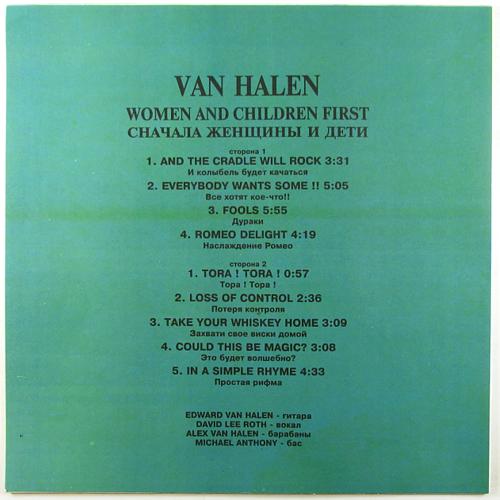 VAN HALEN
WOMEN AND CHILDREN FIRST
СНАЧАЛА ЖЕНЩИНЫ И ДЕТИ
сторона 1
1. AND THE CRADLE WILL ROCK 3:31
И колыбель будет качаться
2. EVERYBODY WANTS SOME !! 5:05
Все хотят кое-что!!
3. FOOLS 5:55
Дураки
4. ROMEO DELIGHT 4:19
Наслаждение Ромео
сторона 2
1. TORA ! TORA ! 0:57
Тора ! Тора !
2. LOSS OF CONTROL 2:36
Потеря контроля
3. TAKE YOUR WHISKEY HOME 3:09
Захвати свое виски домой
4. COULD THIS BE MAGIC? 3:08
Это будет волшебно?
5. IN A SIMPLE RHYME 4:33
Простая рифма
EDWARD VAN HALEN - гитара
DAVID LEE ROTH - вокал
ALEX VAN HALEN - барабаны
MICHAEL ANTHONY - бас